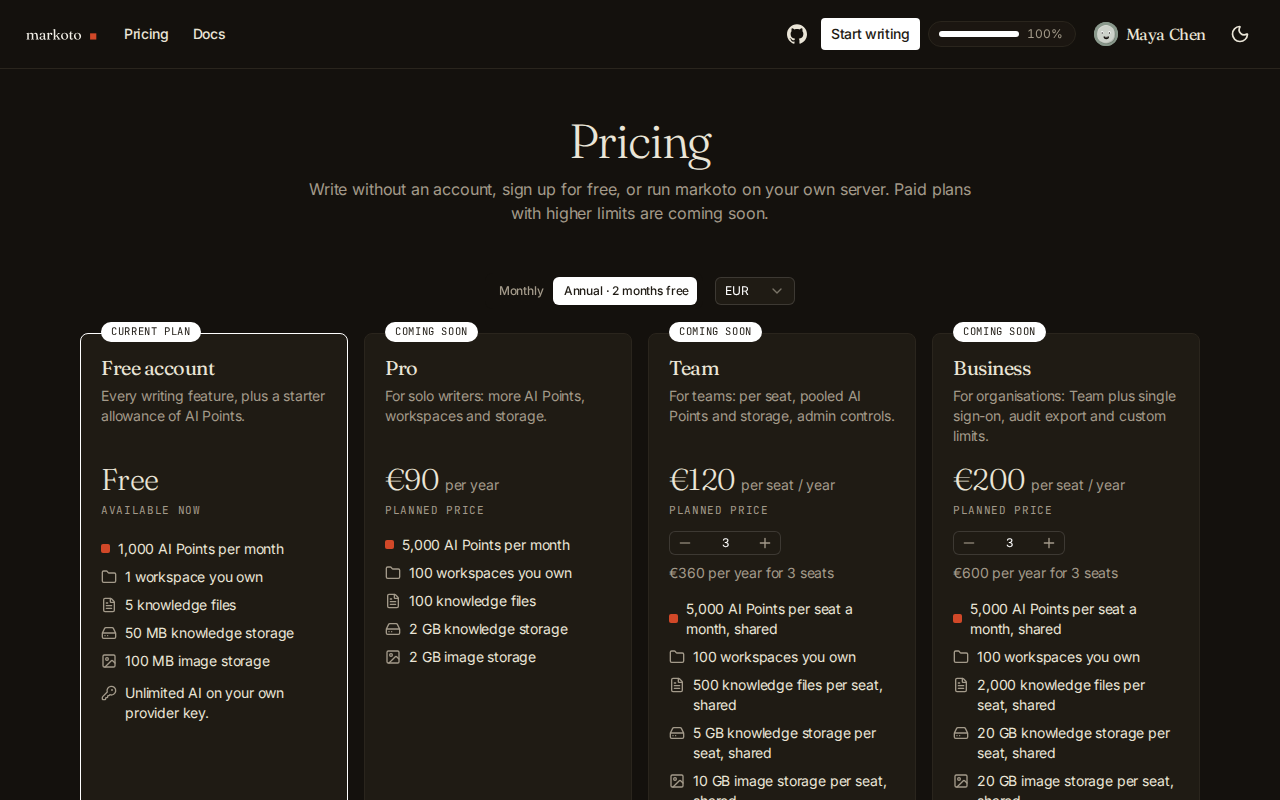 markoto
Pricing
Docs
Start writing
100%
Maya Chen
Pricing
Write without an account, sign up for free, or run markoto on your own server. Paid plans
with higher limits are coming soon.
Monthly
Annual · 2 months free
EUR
CURRENT PLAN
Free account
Every writing feature, plus a starter
allowance of AI Points.
Free
AVAILABLE NOW
1,000 AI Points per month
1 workspace you own
5 knowledge files
50 MB knowledge storage
100 MB image storage
Unlimited AI on your own
provider key.
COMING SOON
Pro
For solo writers: more AI Points,
workspaces and storage.
€90 per year
PLANNED PRICE
5,000 AI Points per month
100 workspaces you own
100 knowledge files
2 GB knowledge storage
2 GB image storage
COMING SOON
Team
For teams: per seat, pooled AI
Points and storage, admin controls.
€120 per seat / year
PLANNED PRICE
3
€360 per year for 3 seats
5,000 AI Points per seat a
month, shared
100 workspaces you own
500 knowledge files per seat,
shared
5 GB knowledge storage per
seat, shared
10 GB image storage per seat,
shared
COMING SOON
Business
For organisations: Team plus single
sign-on, audit export and custom
limits.
€200 per seat / year
PLANNED PRICE
3
€600 per year for 3 seats
5,000 AI Points per seat a
month, shared
100 workspaces you own
2,000 knowledge files per
seat, shared
20 GB knowledge storage per
seat, shared
20 GB image storage per seat,
shared